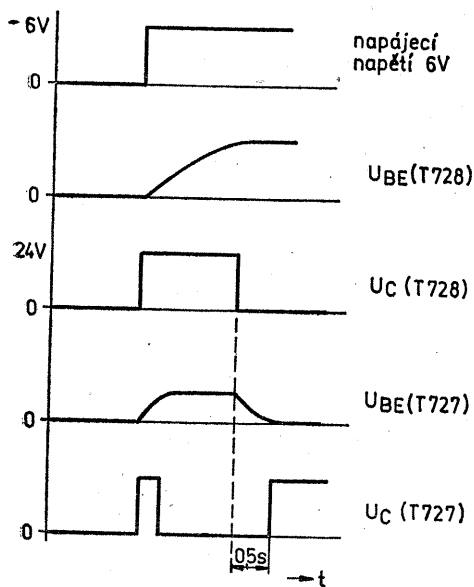 - 6V
napájecí
napětí 6V
0
UBE(T728)
0
24V
UC (T728)
0
UBE(T727)
0
UC (T727)
0
05s
t